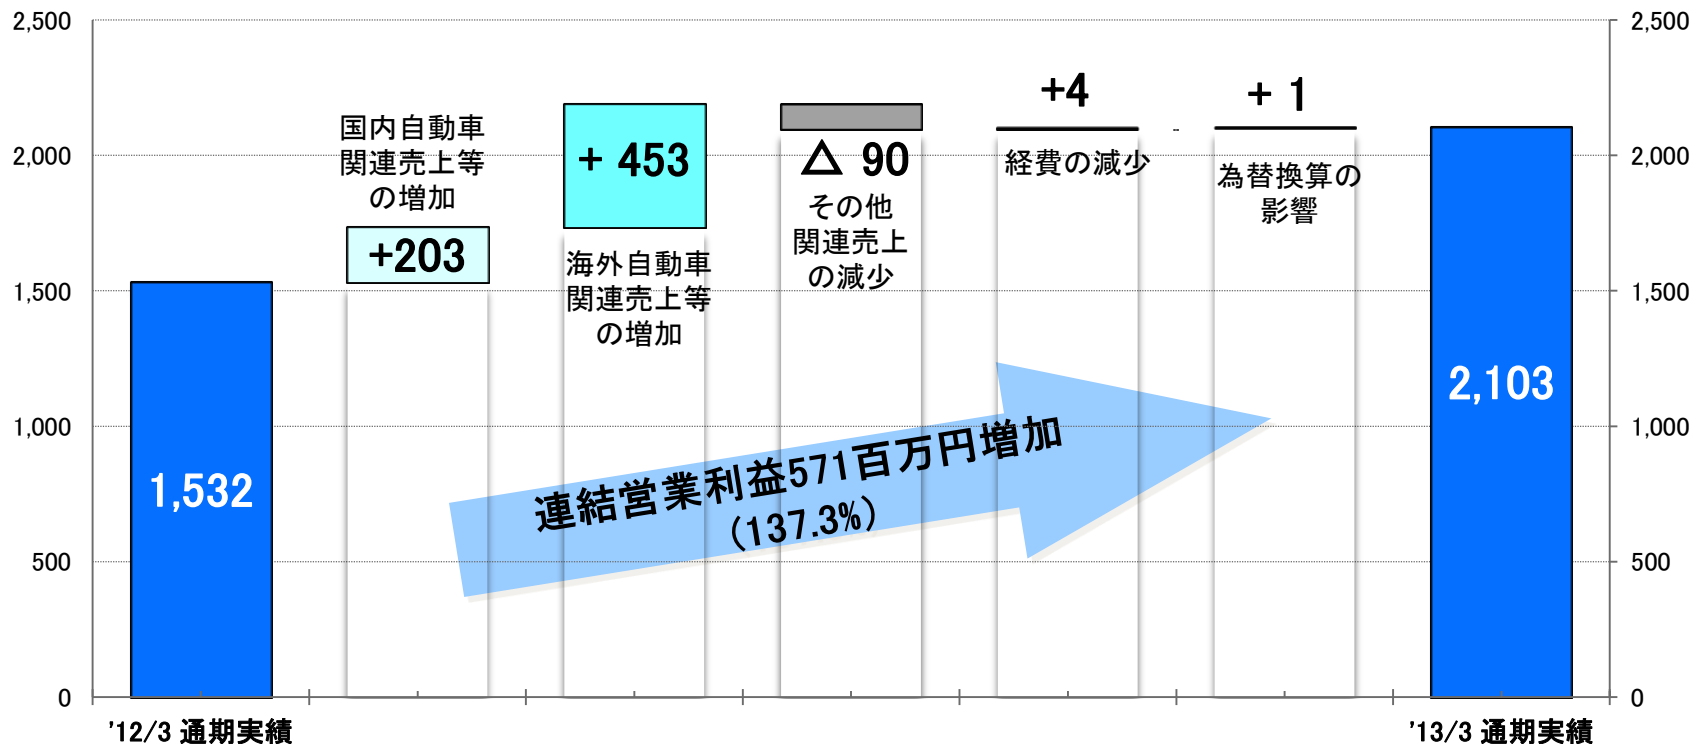 2,500
2,000
1,500
1,000
500
0
国内自動車
関連売上等
の増加
+203
+ 453
海外自動車
関連売上等
の増加
△ 90
その他
関連売上
の減少
+4
経費の減少
+ 1
為替換算の
影響
1,532
連結営業利益571百万円増加
(137.3%)
2,103
2,500
2,000
1,500
1,000
500
0
'12/3 通期実績
'13/3 通期実績